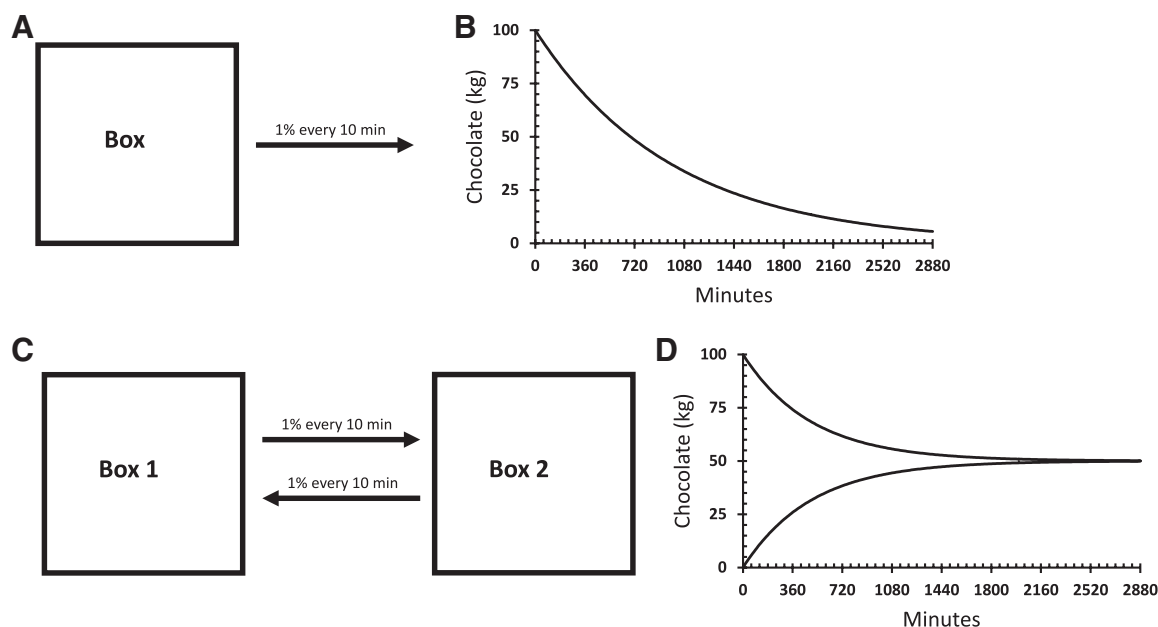 A
Box
1% every 10 min
B
Chocolate (kg)
100
75
50
25
0
0 360 720 1080 1440 1800 2160 2520 2880
Minutes
C
Box 1
1% every 10 min
1% every 10 min
Box 2
D
Chocolate (kg)
100
75
50
25
0
0 360 720 1080 1440 1800 2160 2520 2880
Minutes